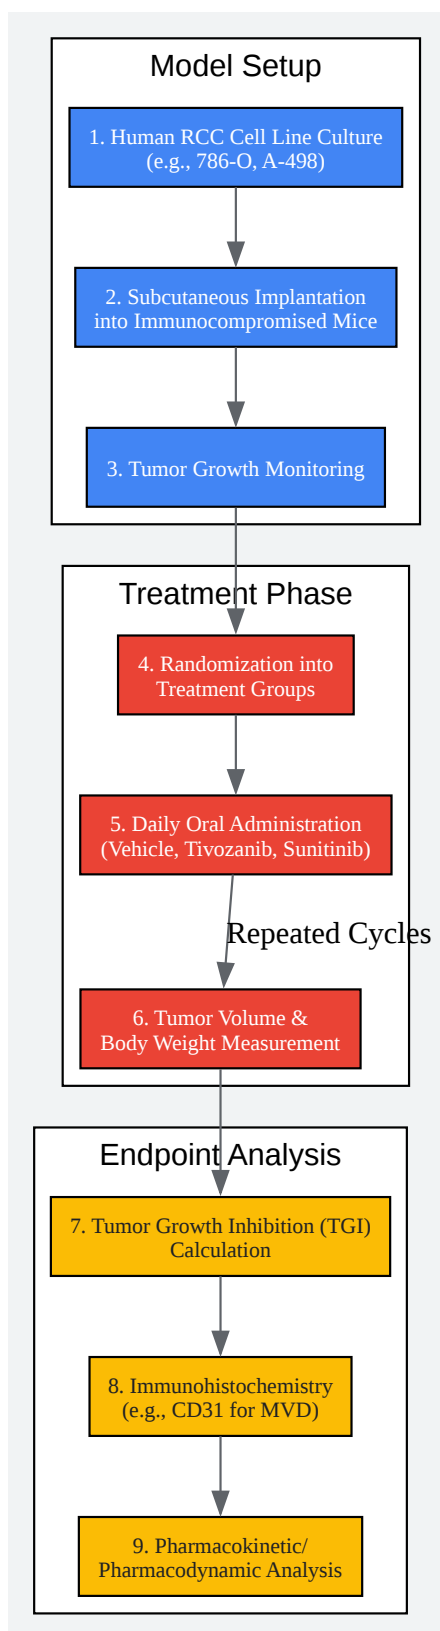 Model Setup
1. Human RCC Cell Line Culture
(e.g., 786-O, A-498)
2. Subcutaneous Implantation
into Immunocompromised Mice
3. Tumor Growth Monitoring
Treatment Phase
4. Randomization into
Treatment Groups
5. Daily Oral Administration
(Vehicle, Tivozanib, Sunitinib)
Repeated Cycles
6. Tumor Volume &
Body Weight Measurement
Endpoint Analysis
7. Tumor Growth Inhibition (TGI)
Calculation
8. Immunohistochemistry
(e.g., CD31 for MVD)
9. Pharmacokinetic/
Pharmacodynamic Analysis